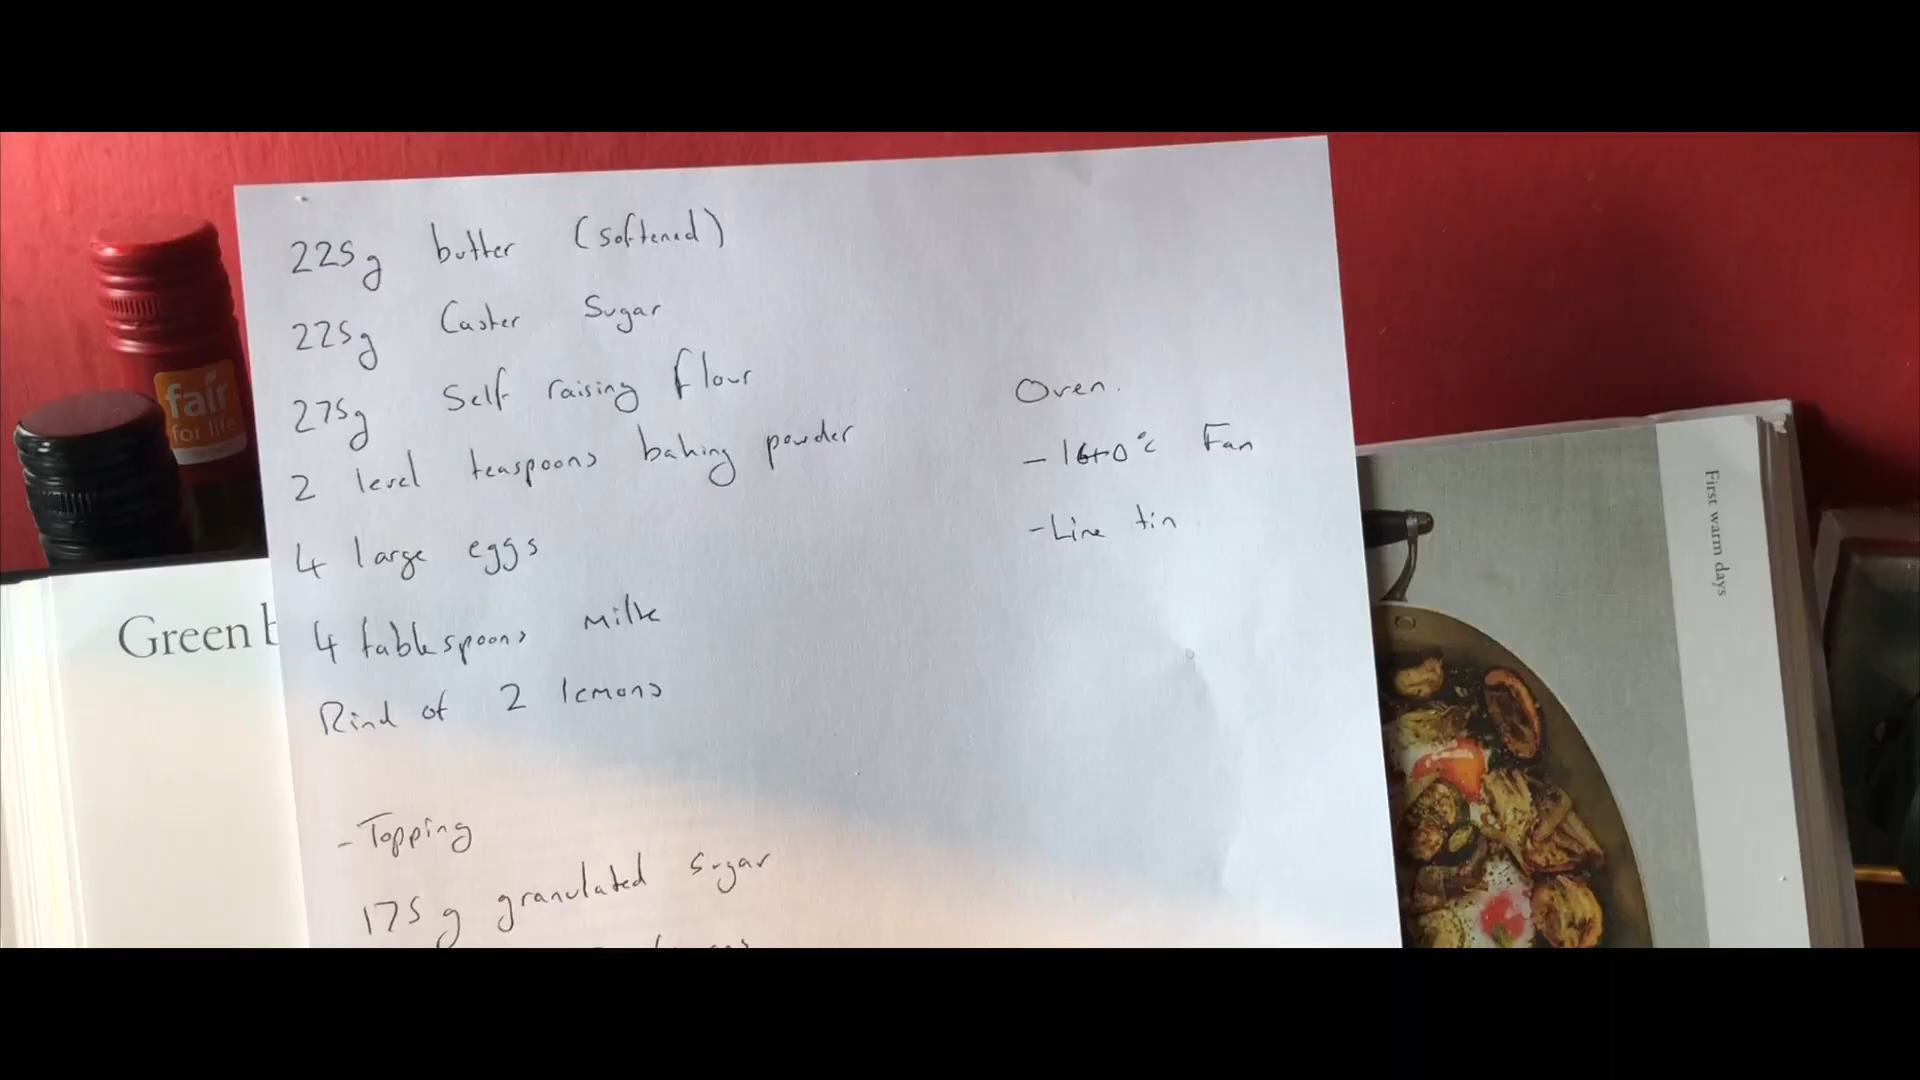 225g butter (softened)
225g Caster Sugar
275g Self raising flour
2 level teaspoons baking powder
4 large eggs
4 tablespoons milk
Rind of 2 lemons
- Topping
175g granulated sugar
Oven.
- 160°c Fan
- Line tin
fair
for life
Green b
First warm days